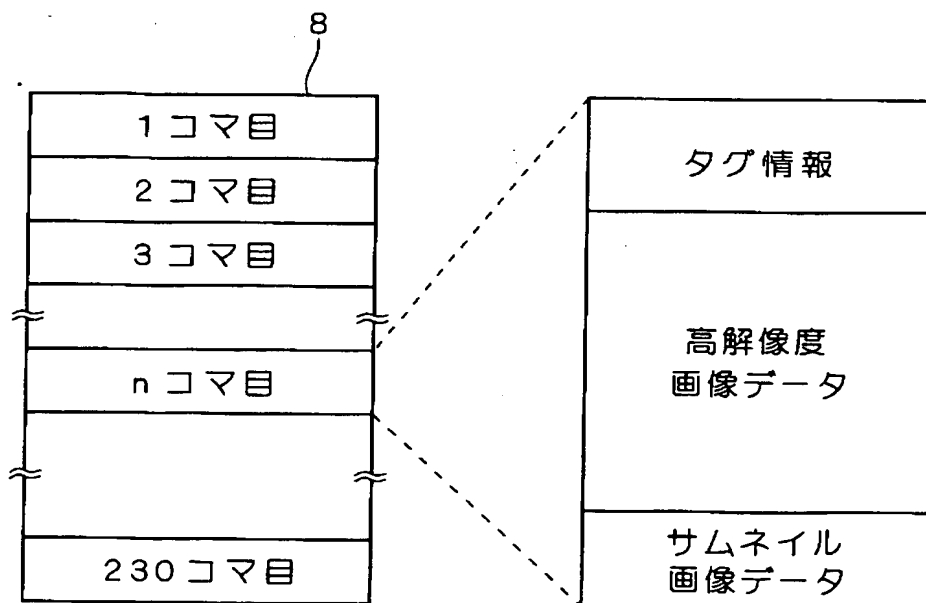 8
1コマ目
2コマ目
3コマ目
nコマ目
230コマ目
タグ情報
高解像度
画像データ
サムネイル
画像データ